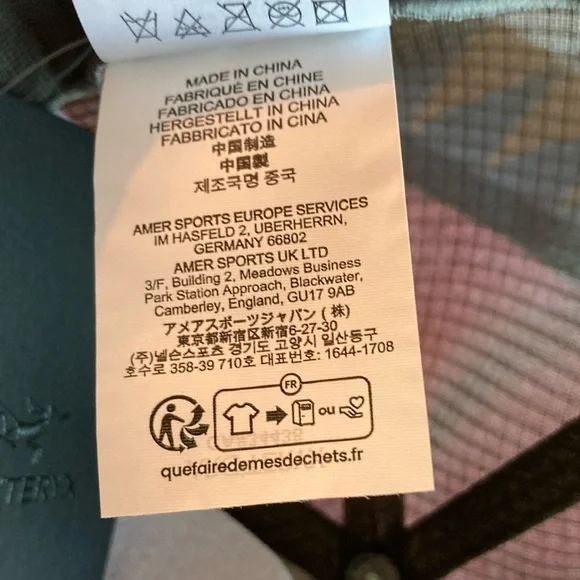 MADE IN CHINA
FABRIQUÉ EN CHINE
FABRICADO EN CHINA
HERGESTELLT IN CHINA
FABBRICATO IN CINA
中国制造
中国製
제조국명 중국
AMER SPORTS EUROPE SERVICES
IM HASFELD 2, UBERHERRN,
GERMANY 66802
AMER SPORTS UK LTD
3/F, Building 2, Meadows Business
Park Station Approach, Blackwater,
Camberley, England, GU17 9AB
アメアスポーツジャパン (株)
東京都新宿区新宿6-27-30
(주)넬슨스포츠 경기도 고양시 일산동구
호수로 358-39 710호 대표번호: 1644-1708
FR
ou
quefairedemesdechets.fr
TERYX